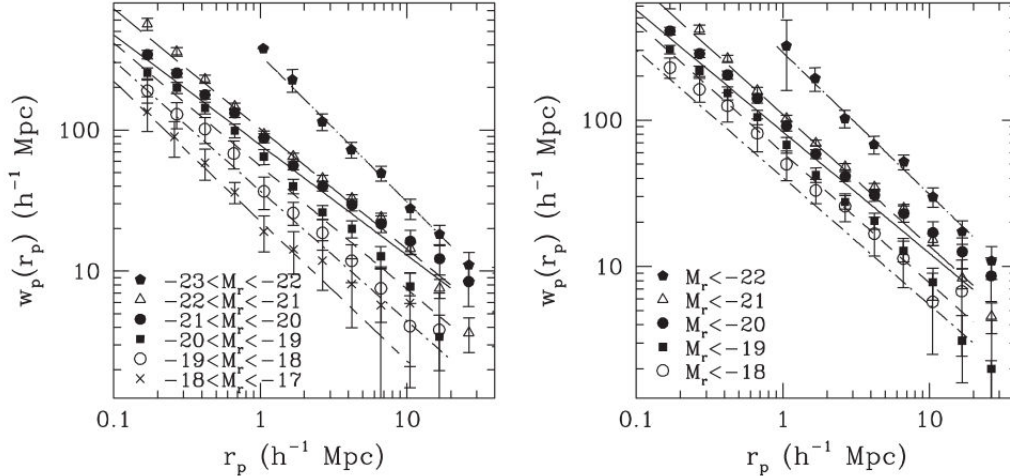 100
10
w_p(r_p) (h⁻¹ Mpc)
-23<M_r<-22
-22<M_r<-21
-21<M_r<-20
-20<M_r<-19
-19<M_r<-18
-18<M_r<-17
0.1 1 10
r_p (h⁻¹ Mpc)
100
10
w_p(r_p) (h⁻¹ Mpc)
M_r<-22
M_r<-21
M_r<-20
M_r<-19
M_r<-18
0.1 1 10
r_p (h⁻¹ Mpc)